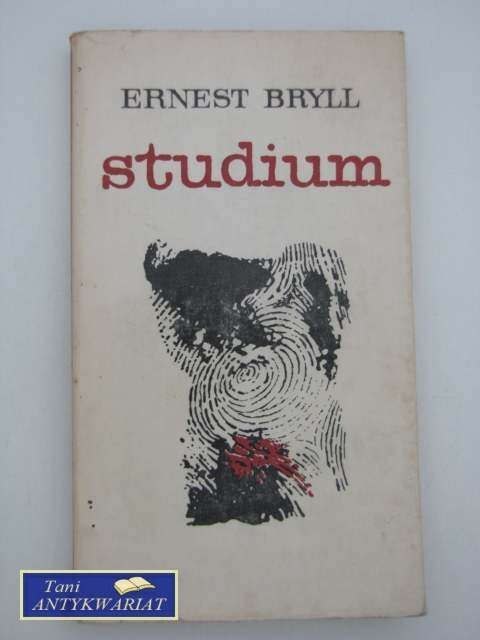 ERNEST BRYLL
studium
Tani
ANTYKWARIAT